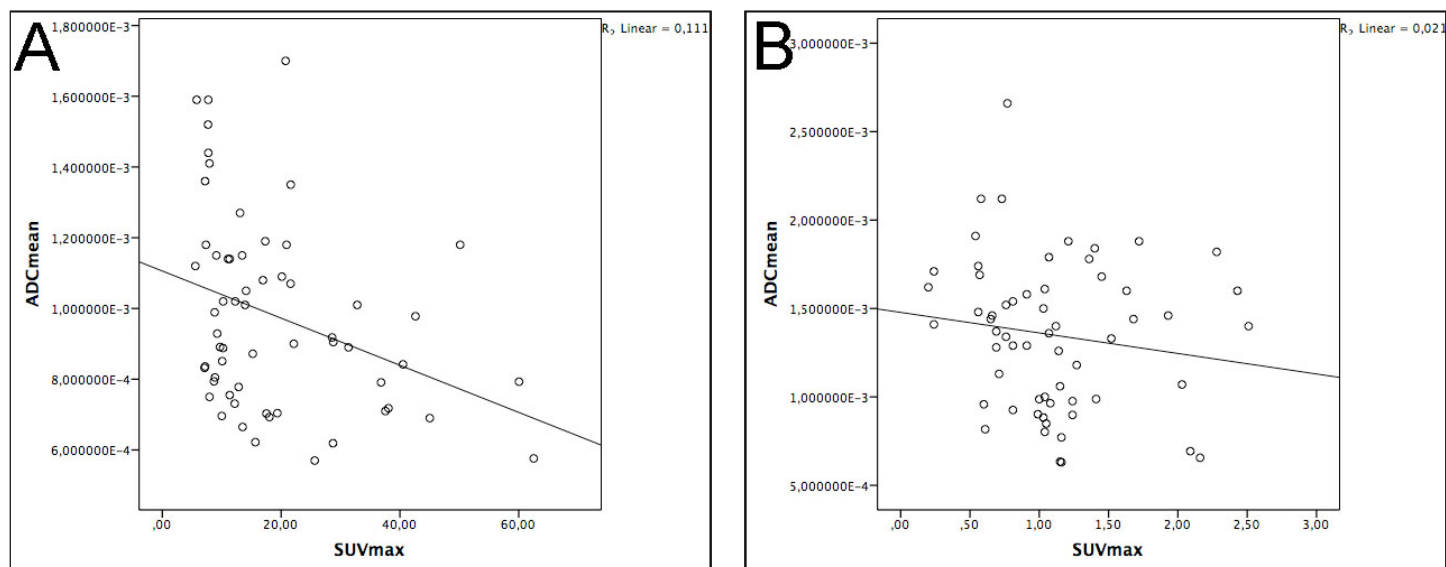 A
R₂ Linear = 0,111
1,800000E-3
1,600000E-3
1,400000E-3
1,200000E-3
1,000000E-3
8,000000E-4
6,000000E-4
ADCmean
,00
20,00
40,00
60,00
SUVmax
B
R₂ Linear = 0,021
3,000000E-3
2,500000E-3
2,000000E-3
1,500000E-3
1,000000E-3
5,000000E-4
ADCmean
,00
,50
1,00
1,50
2,00
2,50
3,00
SUVmax